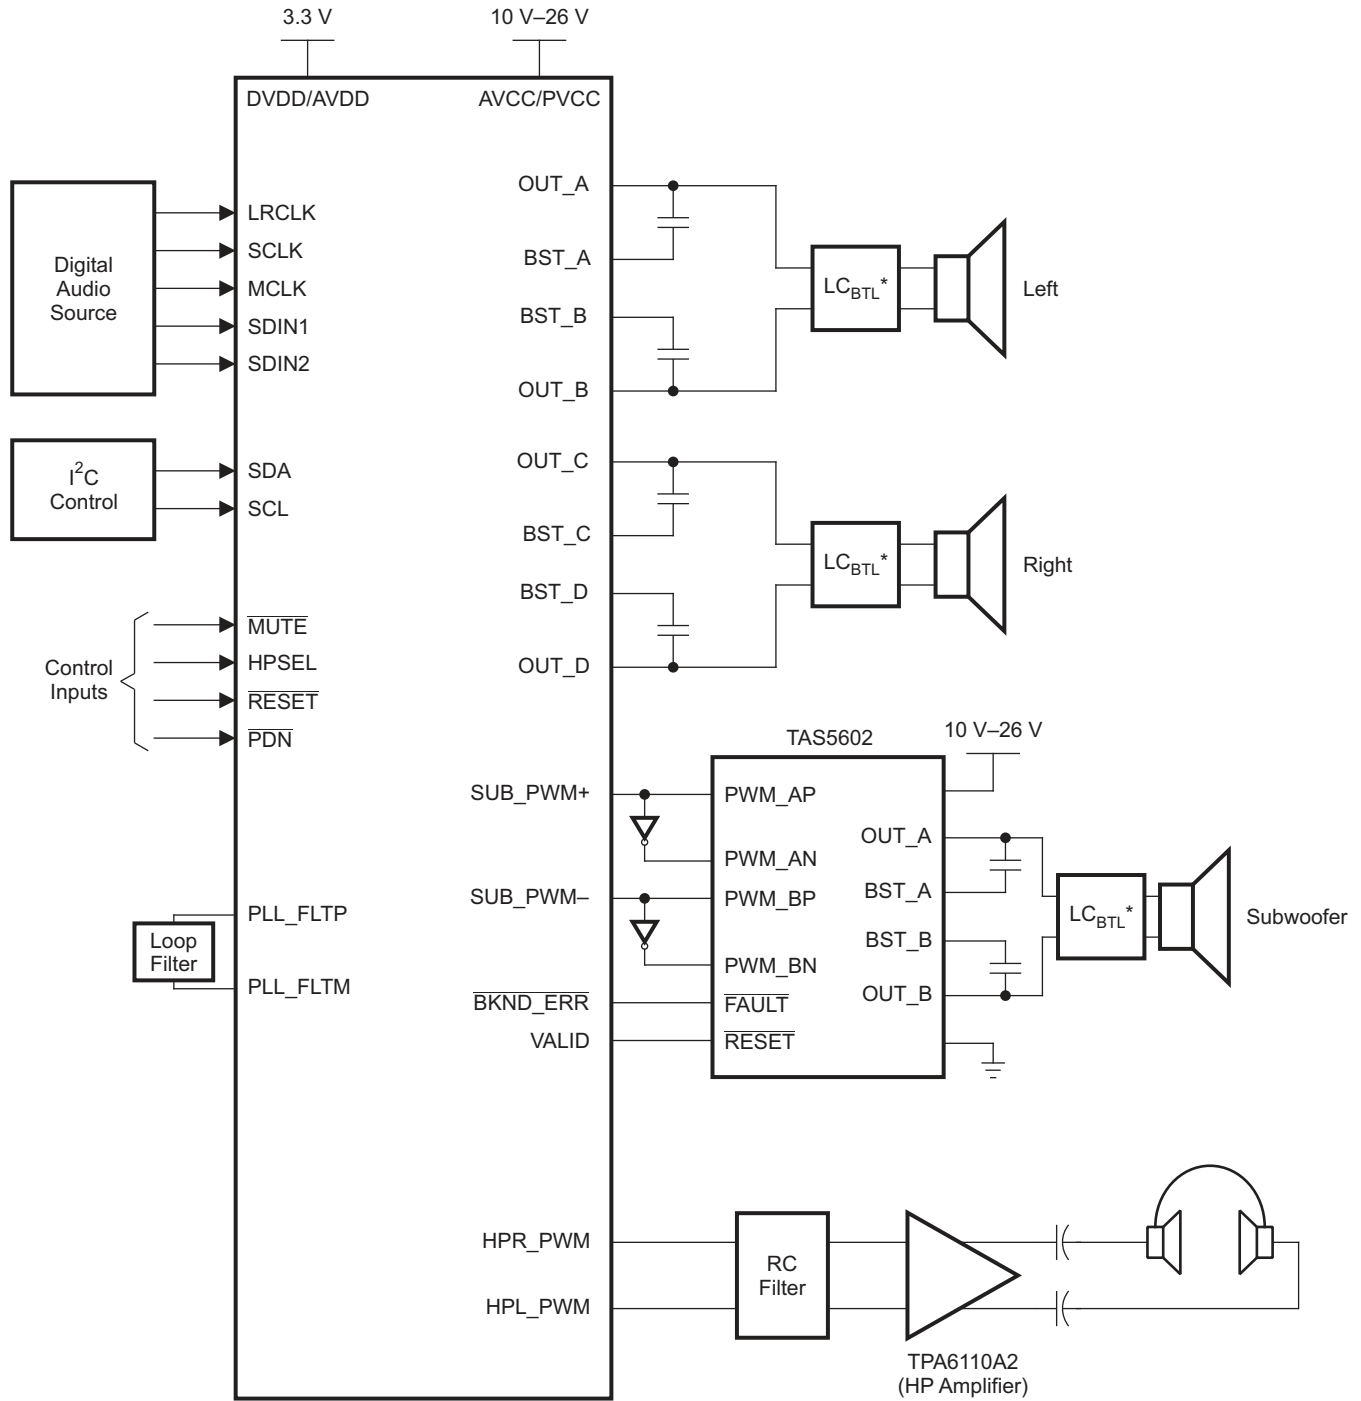 3.3 V
10 V–26 V
DVDD/AVDD
AVCC/PVCC
Digital
Audio
Source
LRCLK
SCLK
MCLK
SDIN1
SDIN2
I2C
Control
SDA
SCL
Control
Inputs
MUTE
HPSEL
RESET
PDN
Loop
Filter
PLL_FLTP
PLL_FLTM
OUT_A
BST_A
BST_B
OUT_B
LCBTL*
Left
OUT_C
BST_C
BST_D
OUT_D
LCBTL*
Right
SUB_PWM+
SUB_PWM–
BKND_ERR
VALID
TAS5602
10 V–26 V
PWM_AP
PWM_AN
PWM_BP
PWM_BN
FAULT
RESET
OUT_A
BST_A
BST_B
OUT_B
LCBTL*
Subwoofer
HPR_PWM
HPL_PWM
RC
Filter
TPA6110A2
(HP Amplifier)